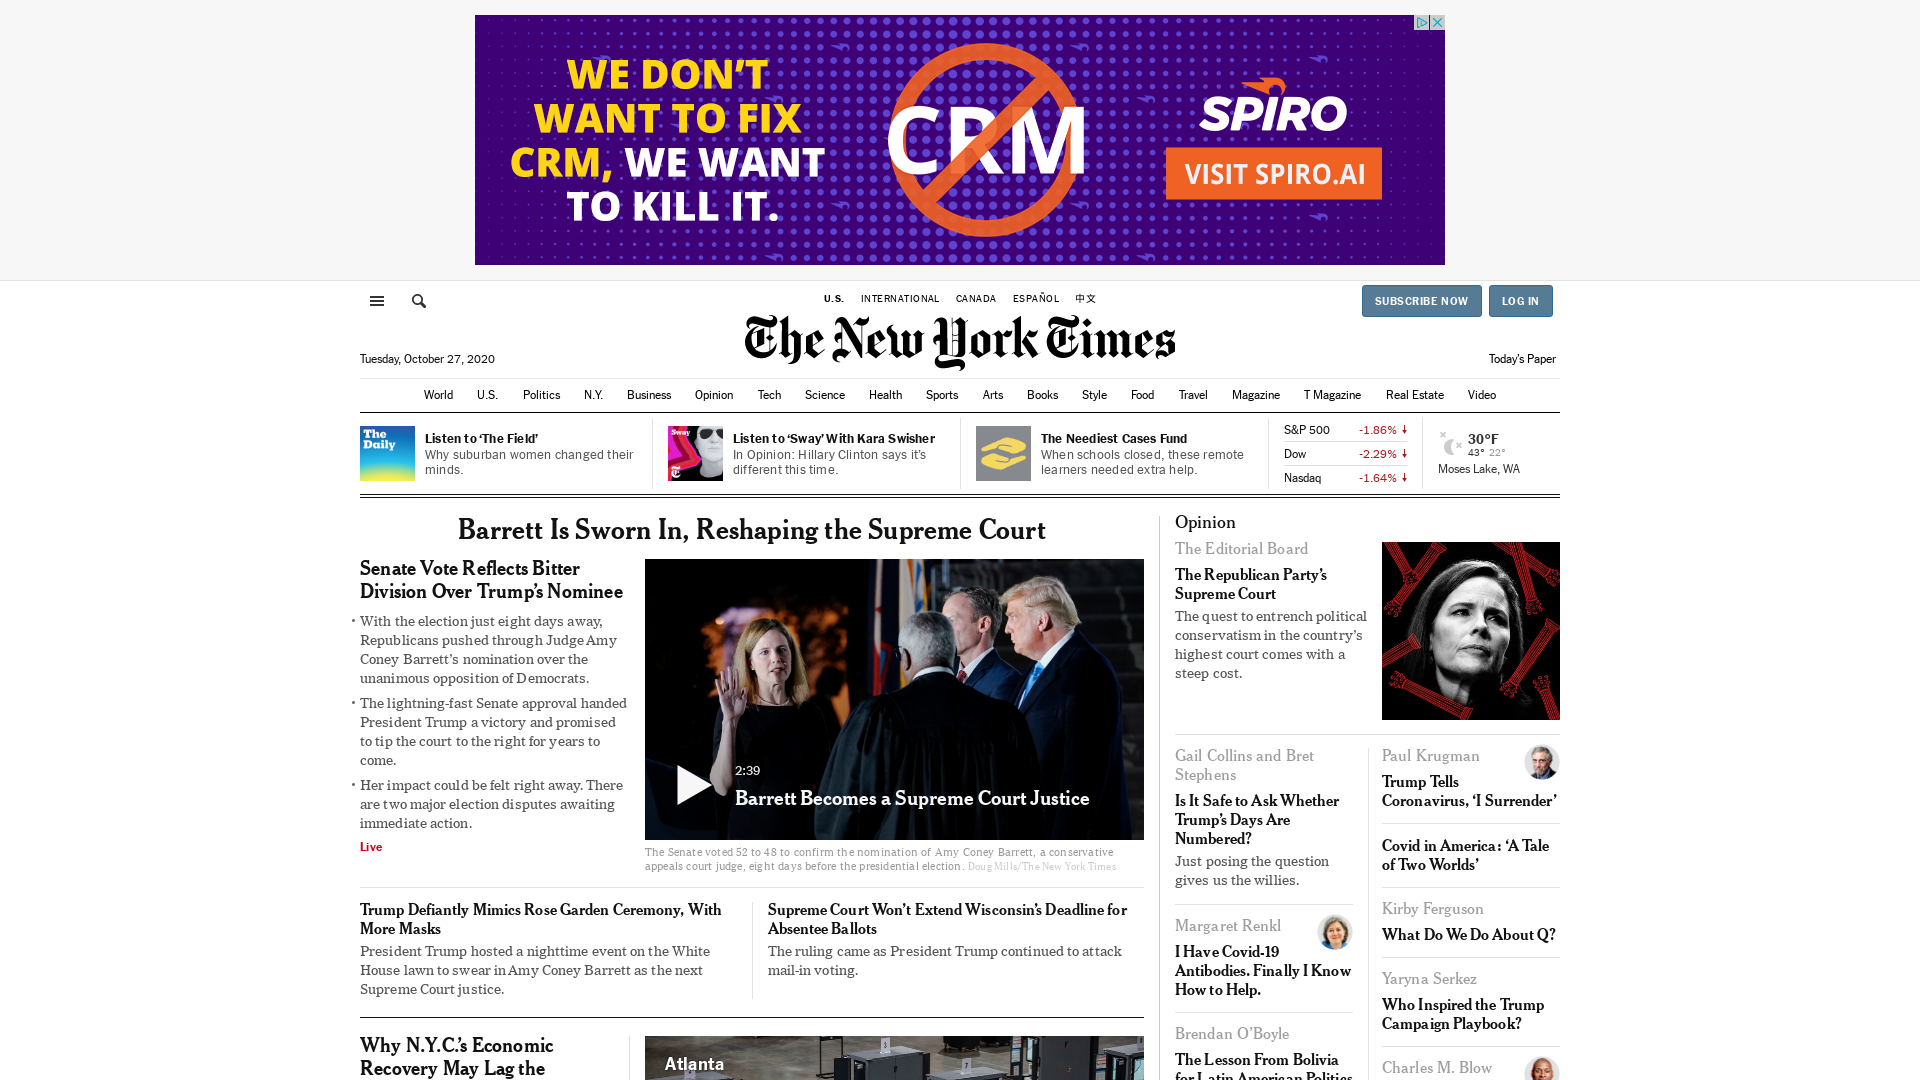 WE DON'T
WANT TO FIX
CRM, WE WANT
TO KILL IT.
CRM
SPIRO
VISIT SPIRO.AI
U.S. INTERNATIONAL CANADA ESPAÑOL 中文
SUBSCRIBE NOW LOG IN
The New York Times
Tuesday, October 27, 2020
Today's Paper
World U.S. Politics N.Y. Business Opinion Tech Science Health Sports Arts Books Style Food Travel Magazine T Magazine Real Estate Video
The
Daily
Listen to 'The Field'
Why suburban women changed their
minds.
Sway
Listen to 'Sway' With Kara Swisher
In Opinion: Hillary Clinton says it's
different this time.
The Neediest Cases Fund
When schools closed, these remote
learners needed extra help.
S&P 500 -1.86%
Dow -2.29%
Nasdaq -1.64%
30°F
43° 22°
Moses Lake, WA
Barrett Is Sworn In, Reshaping the Supreme Court
Senate Vote Reflects Bitter
Division Over Trump's Nominee
• With the election just eight days away,
Republicans pushed through Judge Amy
Coney Barrett's nomination over the
unanimous opposition of Democrats.
• The lightning-fast Senate approval handed
President Trump a victory and promised
to tip the court to the right for years to
come.
• Her impact could be felt right away. There
are two major election disputes awaiting
immediate action.
Live
2:39
Barrett Becomes a Supreme Court Justice
The Senate voted 52 to 48 to confirm the nomination of Amy Coney Barrett, a conservative
appeals court judge, eight days before the presidential election. Doug Mills/The New York Times
Trump Defiantly Mimics Rose Garden Ceremony, With
More Masks
President Trump hosted a nighttime event on the White
House lawn to swear in Amy Coney Barrett as the next
Supreme Court justice.
Supreme Court Won't Extend Wisconsin's Deadline for
Absentee Ballots
The ruling came as President Trump continued to attack
mail-in voting.
Why N.Y.C.'s Economic
Recovery May Lag the
Atlanta
Opinion
The Editorial Board
The Republican Party's
Supreme Court
The quest to entrench political
conservatism in the country's
highest court comes with a
steep cost.
Gail Collins and Bret
Stephens
Is It Safe to Ask Whether
Trump's Days Are
Numbered?
Just posing the question
gives us the willies.
Margaret Renkl
I Have Covid-19
Antibodies. Finally I Know
How to Help.
Brendan O'Boyle
The Lesson From Bolivia
for Latin American Politics
Paul Krugman
Trump Tells
Coronavirus, 'I Surrender'
Covid in America: 'A Tale
of Two Worlds'
Kirby Ferguson
What Do We Do About Q?
Yaryna Serkez
Who Inspired the Trump
Campaign Playbook?
Charles M. Blow